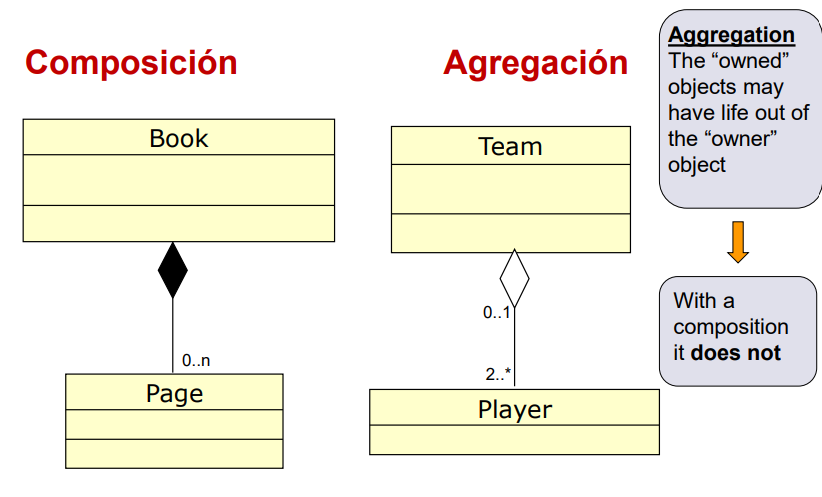 Composición
Agregación
Aggregation
The “owned”
objects may
have life out of
the “owner”
object
Book
Team
0..1
0..n
2..*
Page
Player
With a
composition
it does not